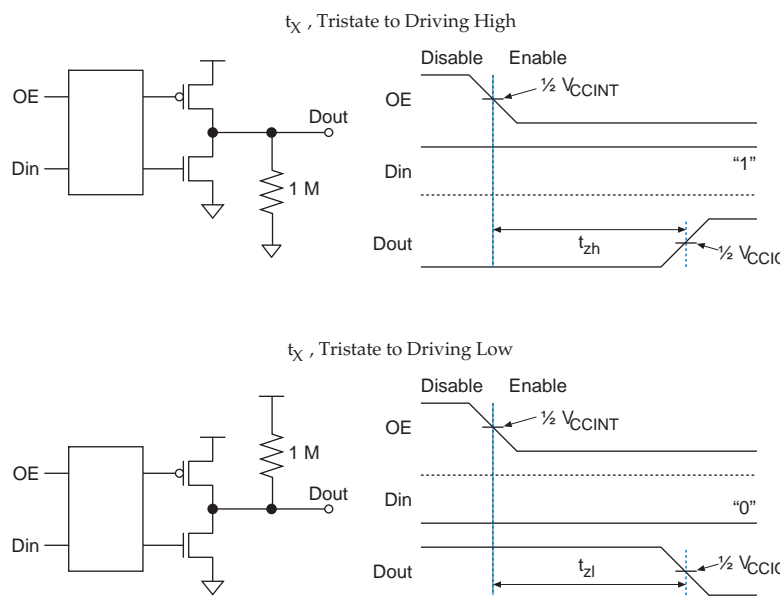 tX , Tristate to Driving High
Disable Enable
OE
½ VCCINT
OE
Dout
Din
1 M
Din
"1"
Dout
tzh
½ VCCIO
tX , Tristate to Driving Low
Disable Enable
OE
½ VCCINT
1 M
OE
Dout
Din
Din
"0"
Dout
tzl
½ VCCIO